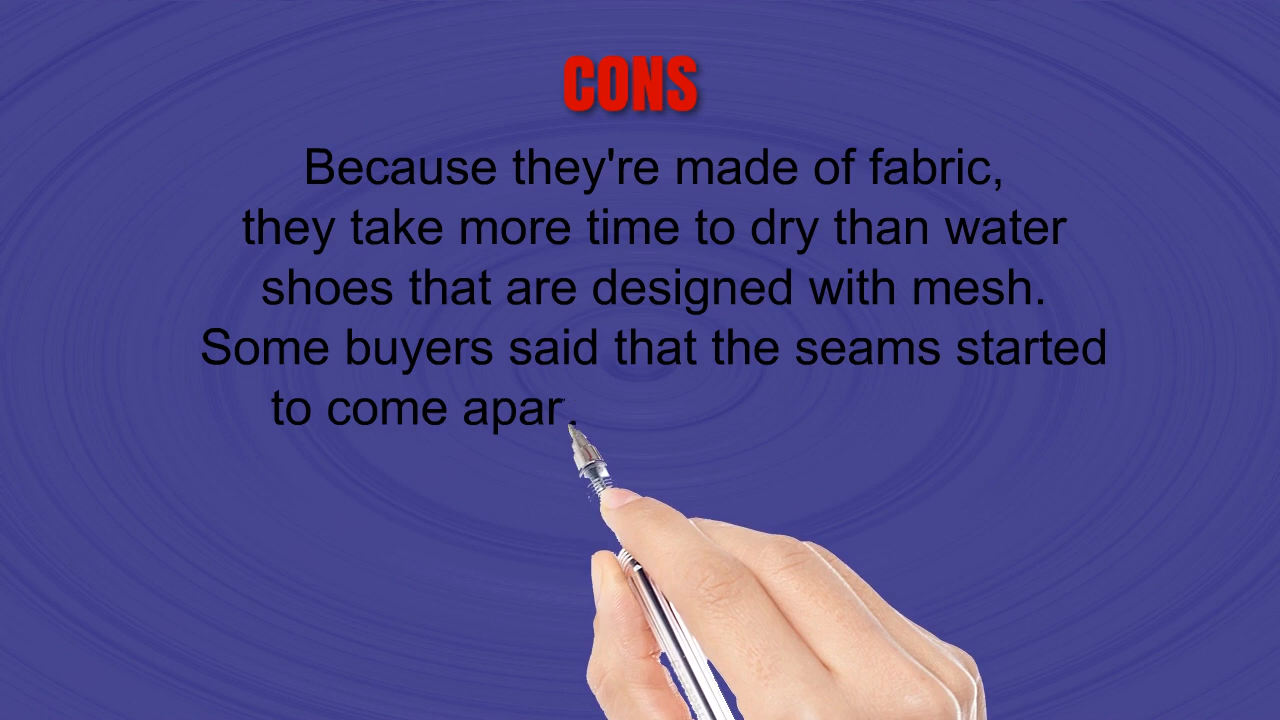 CONS
Because they're made of fabric,
they take more time to dry than water
shoes that are designed with mesh.
Some buyers said that the seams started
to come apar